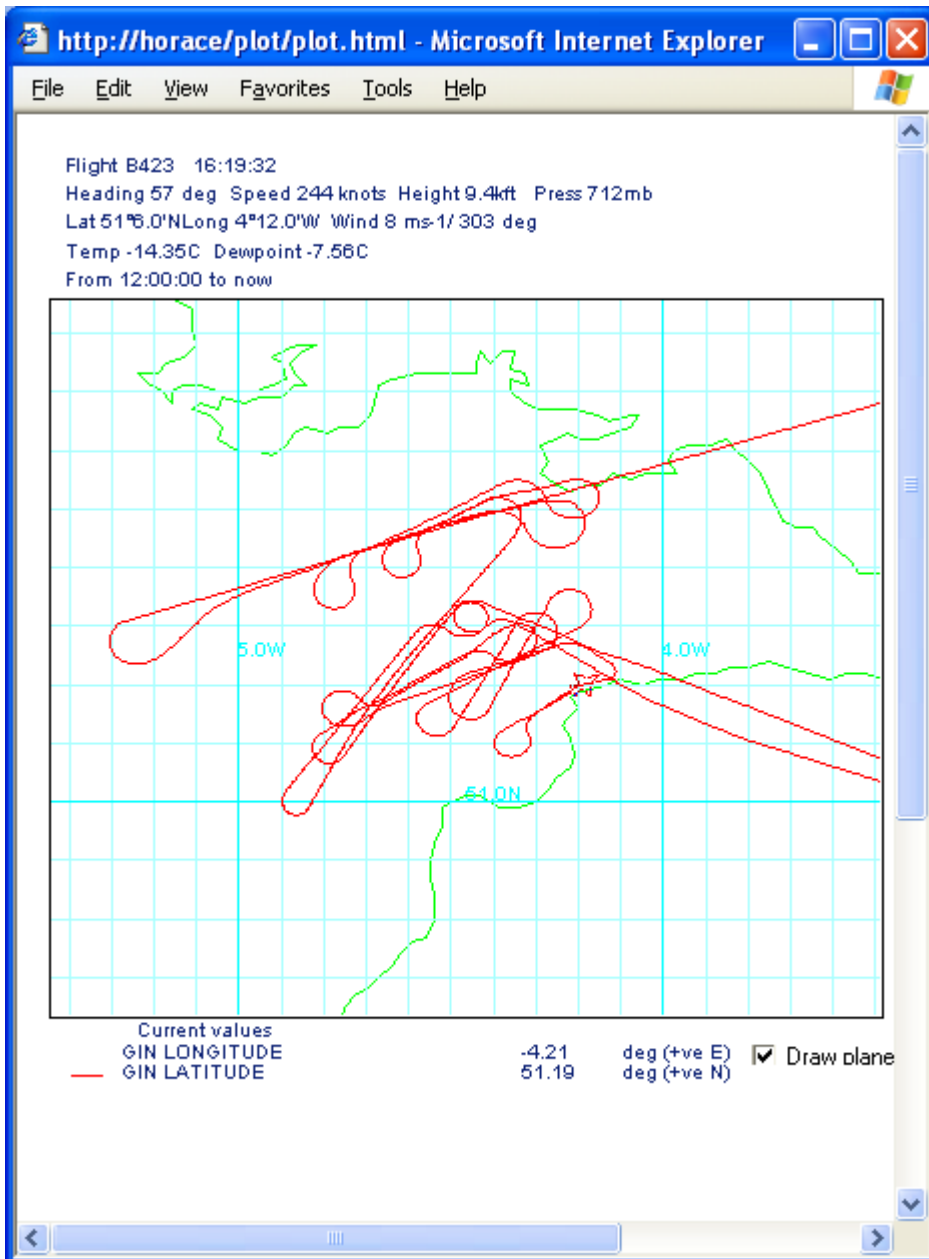 http://horace/plot/plot.html - Microsoft Internet Explorer
File Edit View Favorites Tools Help
Flight B423 16:19:32
Heading 57 deg Speed 244 knots Height 9.4kft Press 712mb
Lat 51°6.0'N Long 4°12.0'W Wind 8 ms-1/ 303 deg
Temp -14.35C Dewpoint -7.56C
From 12:00:00 to now
5.0W 4.0W
51.0N
Current values
GIN LONGITUDE -4.21 deg (+ve E)
GIN LATITUDE 51.19 deg (+ve N)
Draw plane